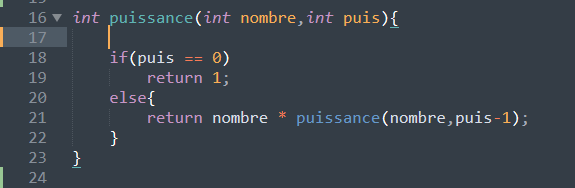 16 int puissance(int nombre,int puis){
17
18 if(puis == 0)
19 return 1;
20 else{
21 return nombre * puissance(nombre,puis-1);
22 }
23 }
24